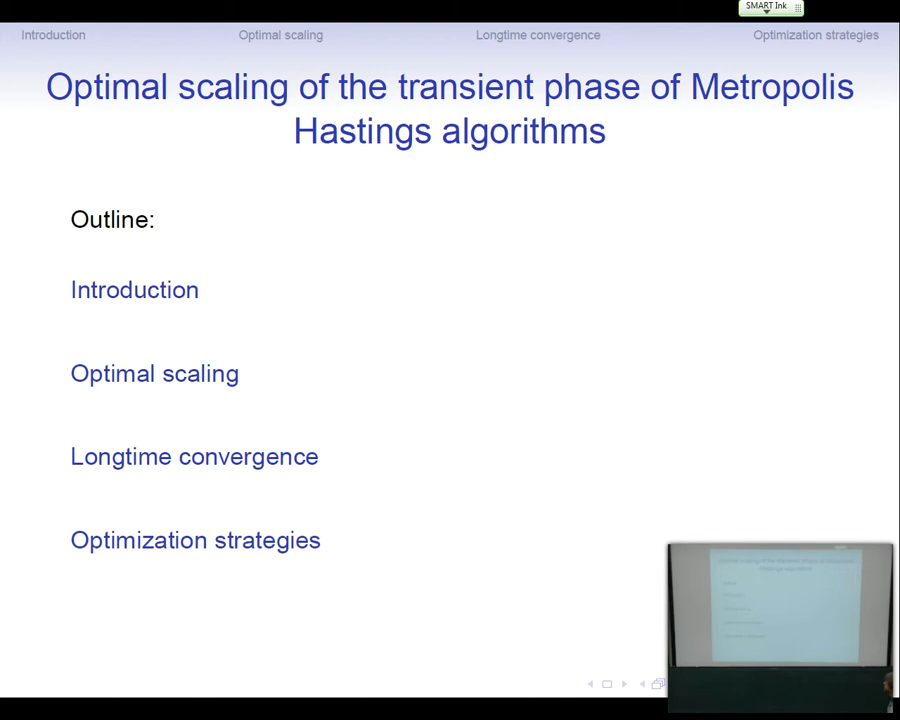 SMART Ink
Introduction
Optimal scaling
Longtime convergence
Optimization strategies
Optimal scaling of the transient phase of Metropolis
Hastings algorithms
Outline:
Introduction
Optimal scaling
Longtime convergence
Optimization strategies